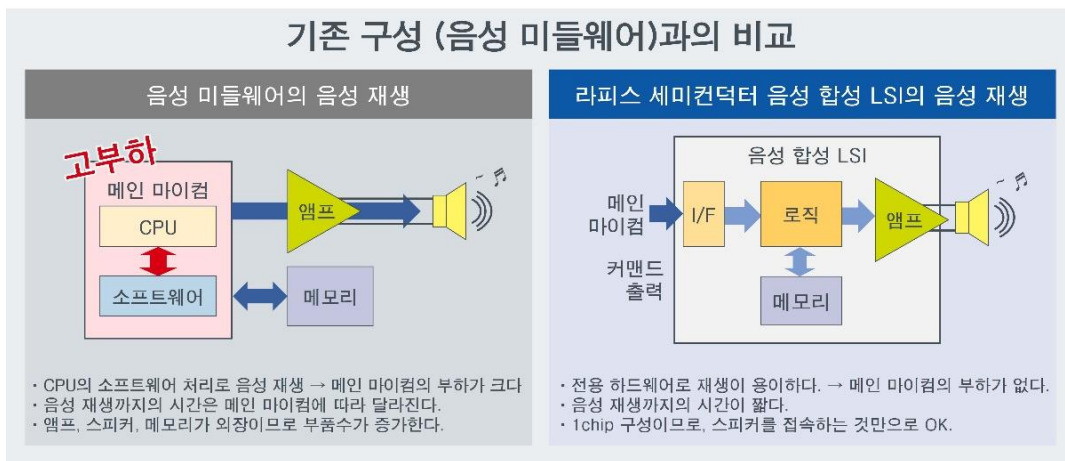 기존 구성 (음성 미들웨어)과의 비교
음성 미들웨어의 음성 재생
고부하
메인 마이컴
CPU
소프트웨어
앰프
메모리
・CPU의 소프트웨어 처리로 음성 재생 → 메인 마이컴의 부하가 크다
・음성 재생까지의 시간은 메인 마이컴에 따라 달라진다.
・앰프, 스피커, 메모리가 외장이므로 부품수가 증가한다.
라피스 세미컨덕터 음성 합성 LSI의 음성 재생
음성 합성 LSI
메인
마이컴
I/F
로직
앰프
커맨드
출력
메모리
・전용 하드웨어로 재생이 용이하다. → 메인 마이컴의 부하가 없다.
・음성 재생까지의 시간이 짧다.
・1chip 구성이므로, 스피커를 접속하는 것만으로 OK.